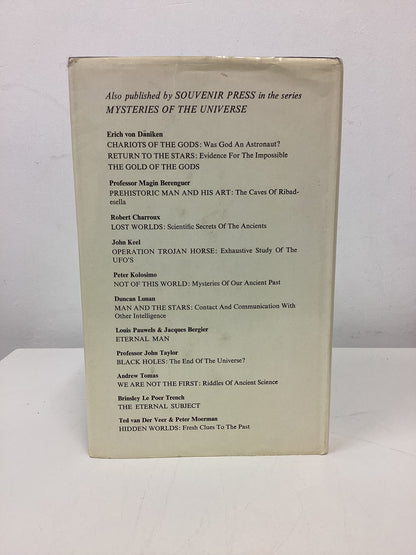 Also published by SOUVENIR PRESS in the series
MYSTERIES OF THE UNIVERSE
Erich von Däniken
CHARIOTS OF THE GODS: Was God An Astronaut?
RETURN TO THE STARS: Evidence For The Impossible
THE GOLD OF THE GODS
Professor Magin Berenguer
PREHISTORIC MAN AND HIS ART: The Caves Of Ribad-
esella
Robert Charroux
LOST WORLDS: Scientific Secrets Of The Ancients
John Keel
OPERATION TROJAN HORSE: Exhaustive Study Of The
UFO'S
Peter Kolosimo
NOT OF THIS WORLD: Mysteries Of Our Ancient Past
Duncan Lunan
MAN AND THE STARS: Contact And Communication With
Other Intelligence
Louis Pauwels & Jacques Bergier
ETERNAL MAN
Professor John Taylor
BLACK HOLES: The End Of The Universe?
Andrew Tomas
WE ARE NOT THE FIRST: Riddles Of Ancient Science
Brinsley Le Poer Trench
THE ETERNAL SUBJECT
Ted van Der Veer & Peter Moerman
HIDDEN WORLDS: Fresh Clues To The Past